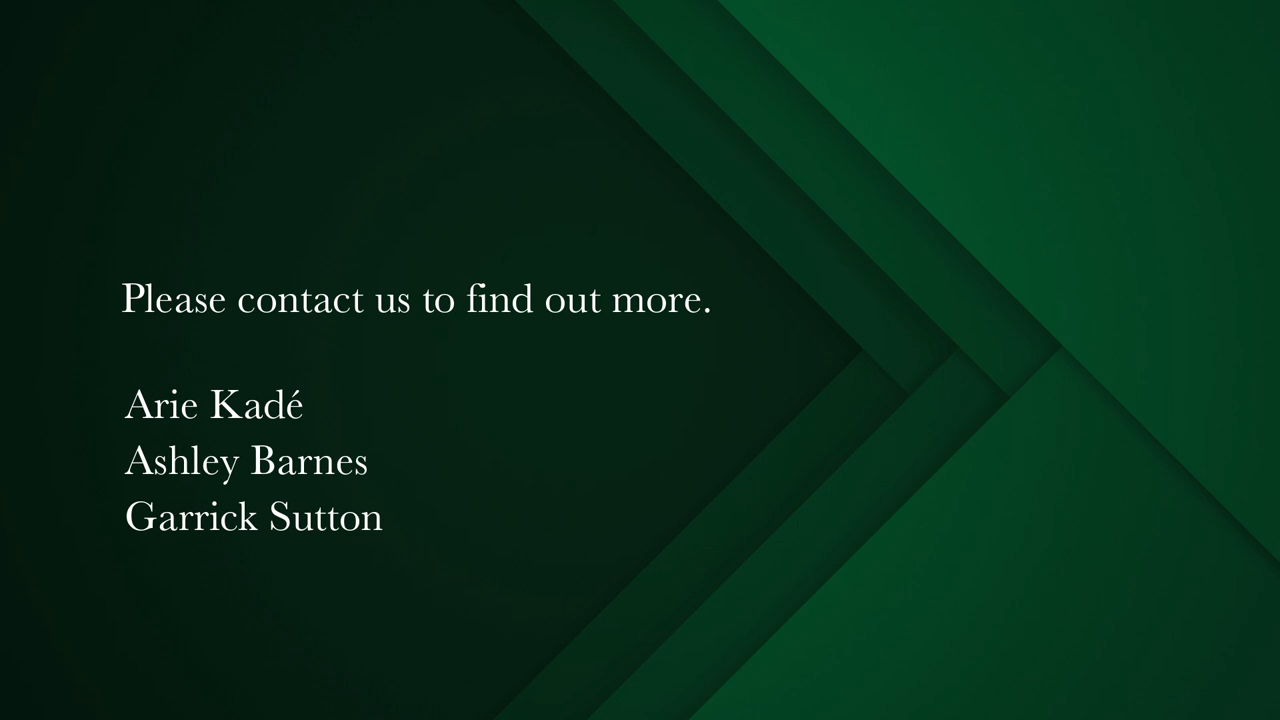 Please contact us to find out more.
Arie Kadé
Ashley Barnes
Garrick Sutton